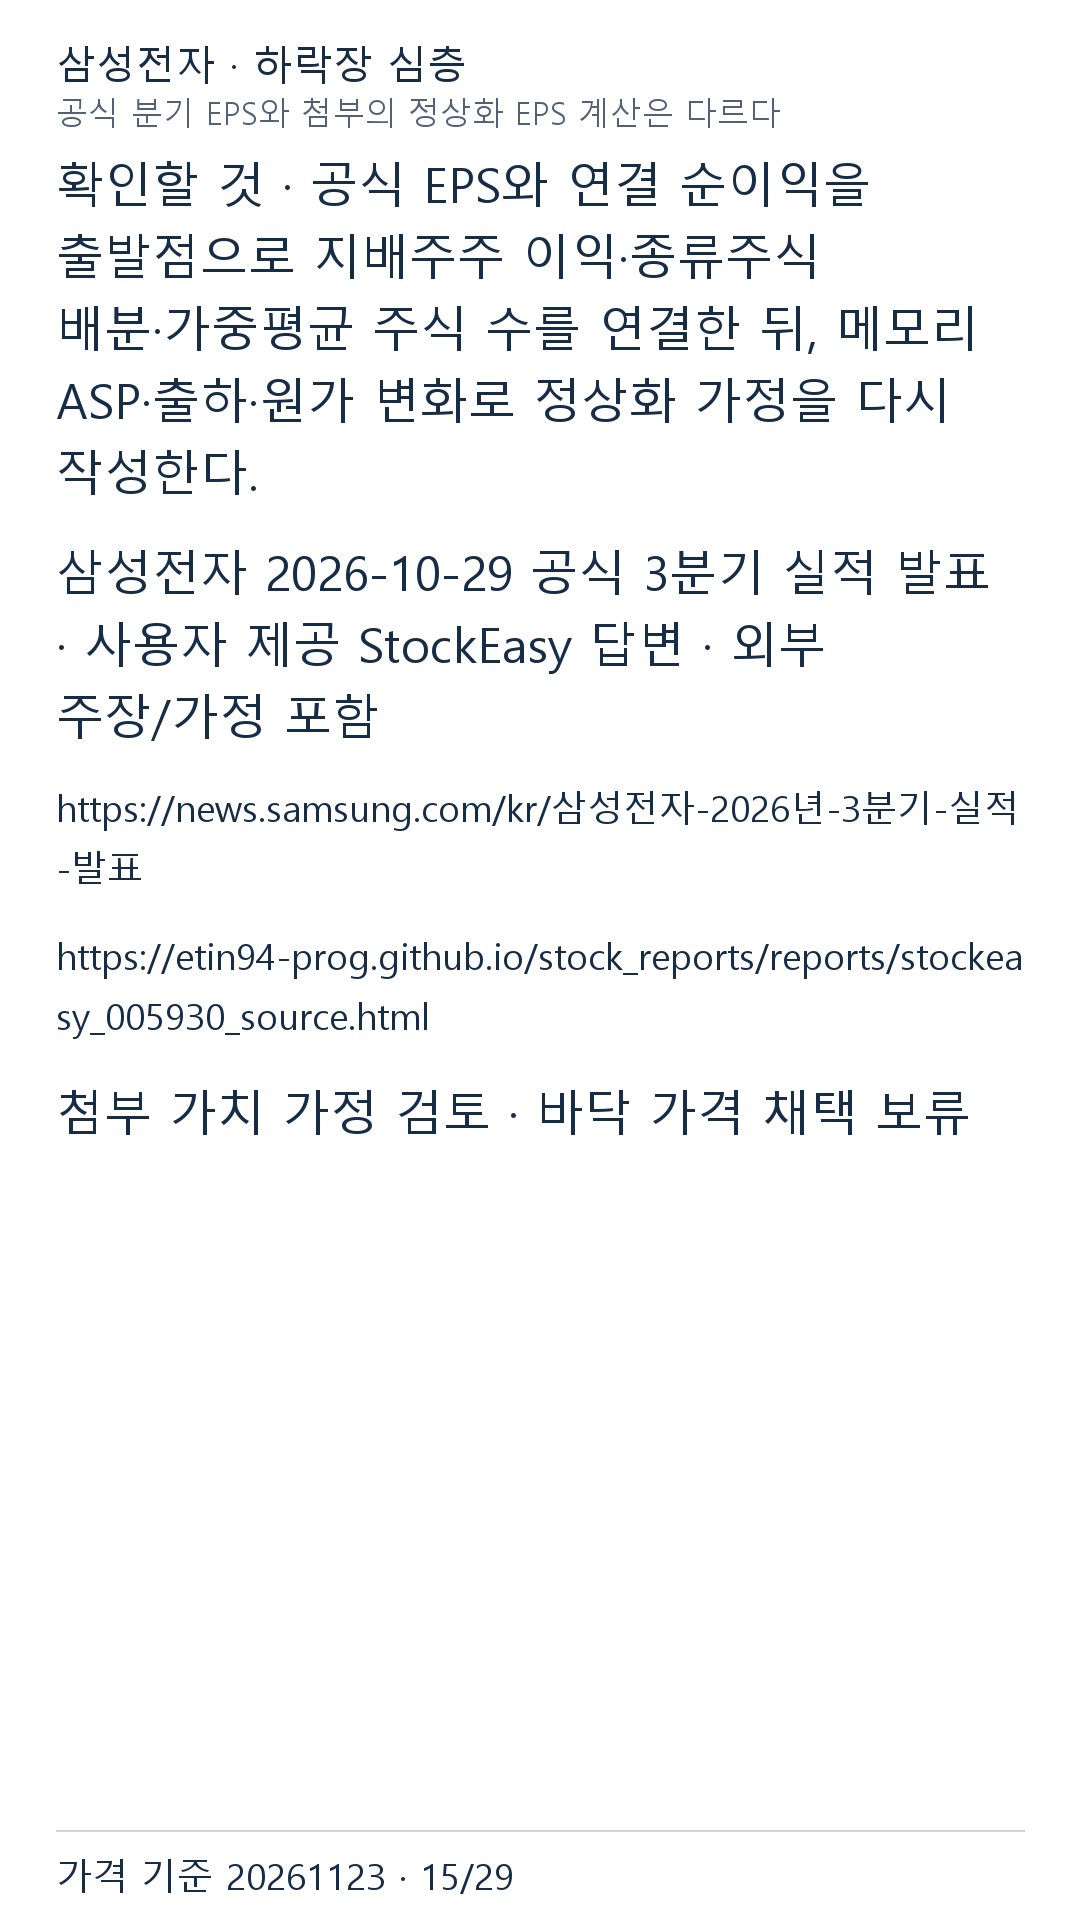 삼성전자 · 하락장 심층
공식 분기 EPS와 첨부의 정상화 EPS 계산은 다르다
확인할 것 · 공식 EPS와 연결 순이익을
출발점으로 지배주주 이익·종류주식
배분·가중평균 주식 수를 연결한 뒤, 메모리
ASP·출하·원가 변화로 정상화 가정을 다시
작성한다.
삼성전자 2026-10-29 공식 3분기 실적 발표
· 사용자 제공 StockEasy 답변 · 외부
주장/가정 포함
https://news.samsung.com/kr/삼성전자-2026년-3분기-실적
-발표
https://etin94-prog.github.io/stock_reports/reports/stockea
sy_005930_source.html
첨부 가치 가정 검토 · 바닥 가격 채택 보류
가격 기준 20261123 · 15/29